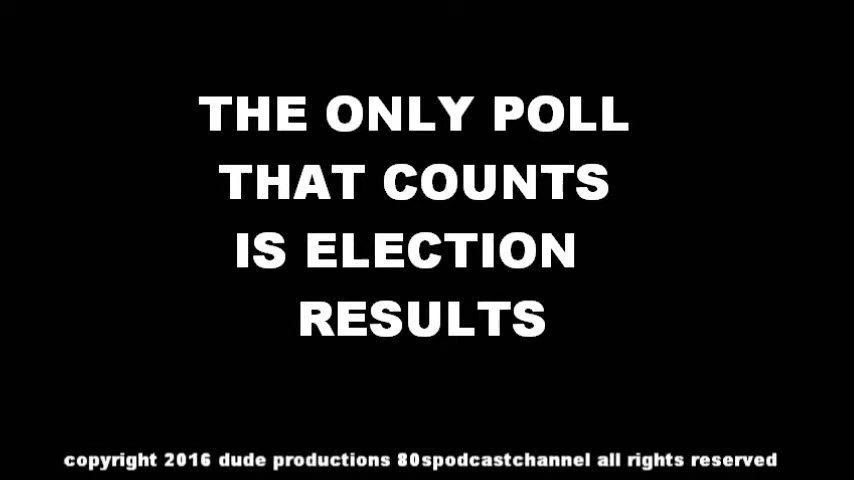 THE ONLY POLL
THAT COUNTS
IS ELECTION
RESULTS
copyright 2016 dude productions 80spodcastchannel all rights reserved